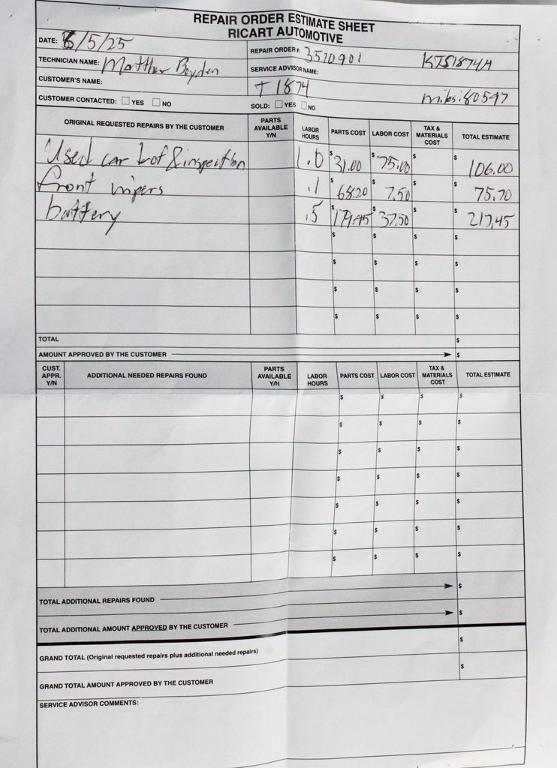 REPAIR ORDER ESTIMATE SHEET
RICART AUTOMOTIVE
DATE: 6/5/25
REPAIR ORDER#: 3570901 KTS1874A
TECHNICIAN NAME: Matthew Boyden
SERVICE ADVISOR NAME:
CUSTOMER'S NAME: T 1874
miles: 80597
CUSTOMER CONTACTED: YES NO SOLD: YES NO
ORIGINAL REQUESTED REPAIRS BY THE CUSTOMER PARTS AVAILABLE Y/N LABOR HOURS PARTS COST LABOR COST TAX & MATERIALS COST TOTAL ESTIMATE
Used car lof & inspection 1.0 $31.00 $75.00 $ $106.00
front wipers .1 $68.20 $7.50 $ $75.70
battery .5 $179.95 $37.50 $ $217.45
$ $ $ $
$ $ $ $
$ $ $ $
$ $ $ $
TOTAL $
AMOUNT APPROVED BY THE CUSTOMER $
CUST. APPR. Y/N ADDITIONAL NEEDED REPAIRS FOUND PARTS AVAILABLE Y/N LABOR HOURS PARTS COST LABOR COST TAX & MATERIALS COST TOTAL ESTIMATE
$ $ $ $
$ $ $ $
$ $ $ $
$ $ $ $
$ $ $ $
$ $ $ $
$ $ $ $
TOTAL ADDITIONAL REPAIRS FOUND $
TOTAL ADDITIONAL AMOUNT APPROVED BY THE CUSTOMER $
GRAND TOTAL (Original requested repairs plus additional needed repairs) $
GRAND TOTAL AMOUNT APPROVED BY THE CUSTOMER $
SERVICE ADVISOR COMMENTS: